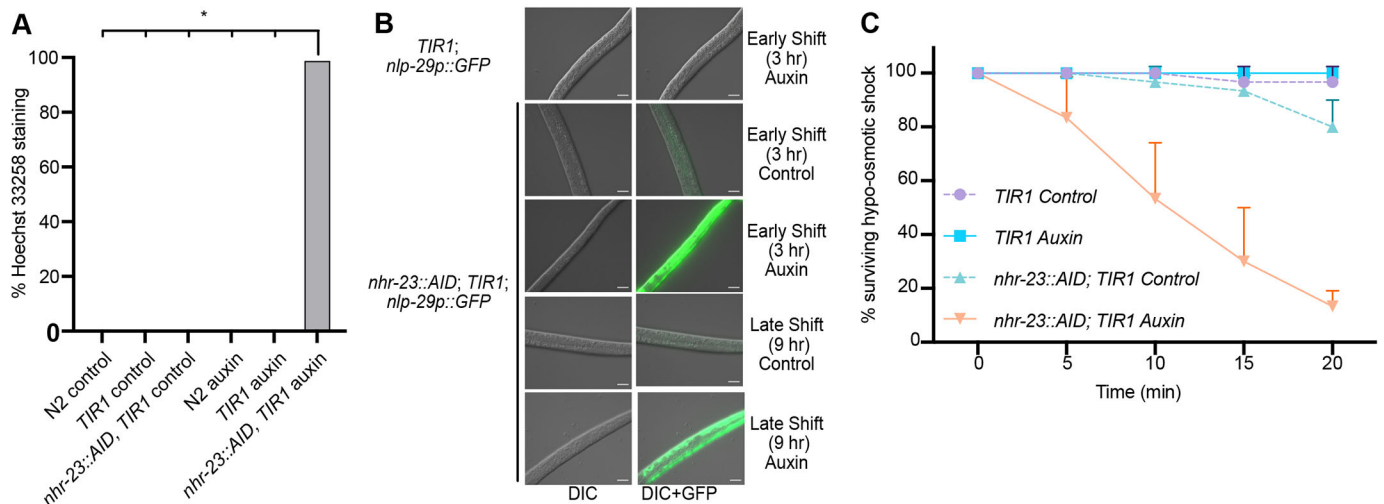 A
*
% Hoechst 33258 staining
100
80
60
40
20
0
N2 control
TIR1 control
nhr-23::AID, TIR1 control
N2 auxin
TIR1 auxin
nhr-23::AID, TIR1 auxin
B
TIR1;
nlp-29p::GFP
nhr-23::AID; TIR1;
nlp-29p::GFP
Early Shift
(3 hr)
Auxin
Early Shift
(3 hr)
Control
Early Shift
(3 hr)
Auxin
Late Shift
(9 hr)
Control
Late Shift
(9 hr)
Auxin
DIC
DIC+GFP
C
% surviving hypo-osmotic shock
100
80
60
40
20
0
TIR1 Control
TIR1 Auxin
nhr-23::AID; TIR1 Control
nhr-23::AID; TIR1 Auxin
0
5
10
15
20
Time (min)